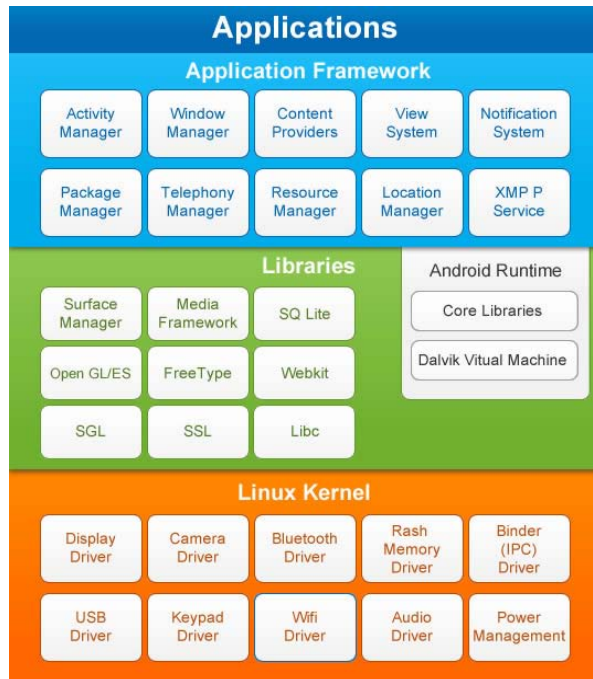 Applications
Application Framework
Activity
Manager
Window
Manager
Content
Providers
View
System
Notification
System
Package
Manager
Telephony
Manager
Resource
Manager
Location
Manager
XMP P
Service
Libraries
Surface
Manager
Media
Framework
SQ Lite
Open GL/ES
FreeType
Webkit
SGL
SSL
Libc
Android Runtime
Core Libraries
Dalvik Vitual Machine
Linux Kernel
Display
Driver
Camera
Driver
Bluetooth
Driver
Rash
Memory
Driver
Binder
(IPC)
Driver
USB
Driver
Keypad
Driver
Wifi
Driver
Audio
Driver
Power
Management